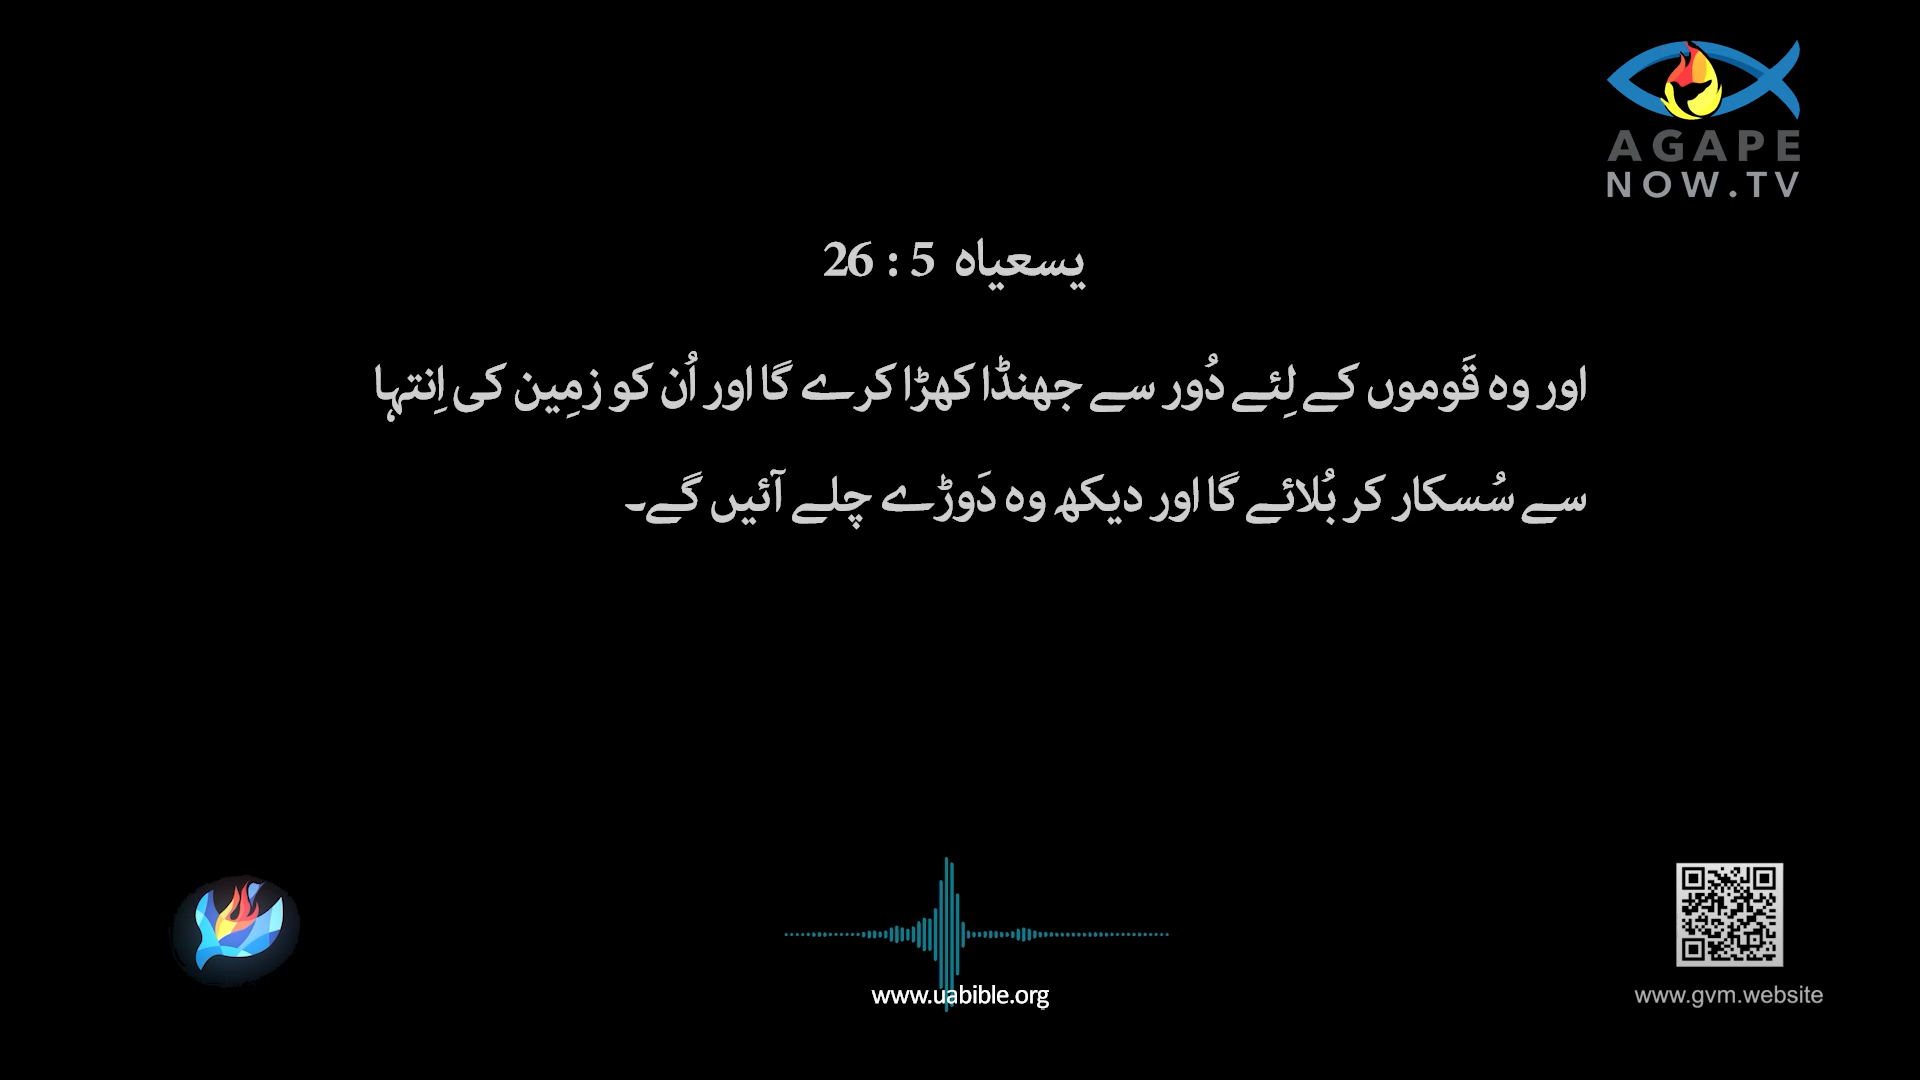 AGAPE
NOW.TV
یسعیاہ 5 : 26
اور وہ قَوموں کے لِئے دُور سے جھنڈا کھڑا کرے گا اور اُن کو زمِین کی اِنتہا
سے سُسکار کر بُلائے گا اور دیکھ وہ دَوڑے چلے آئیں گے۔
www.uabible.org
www.gvm.website